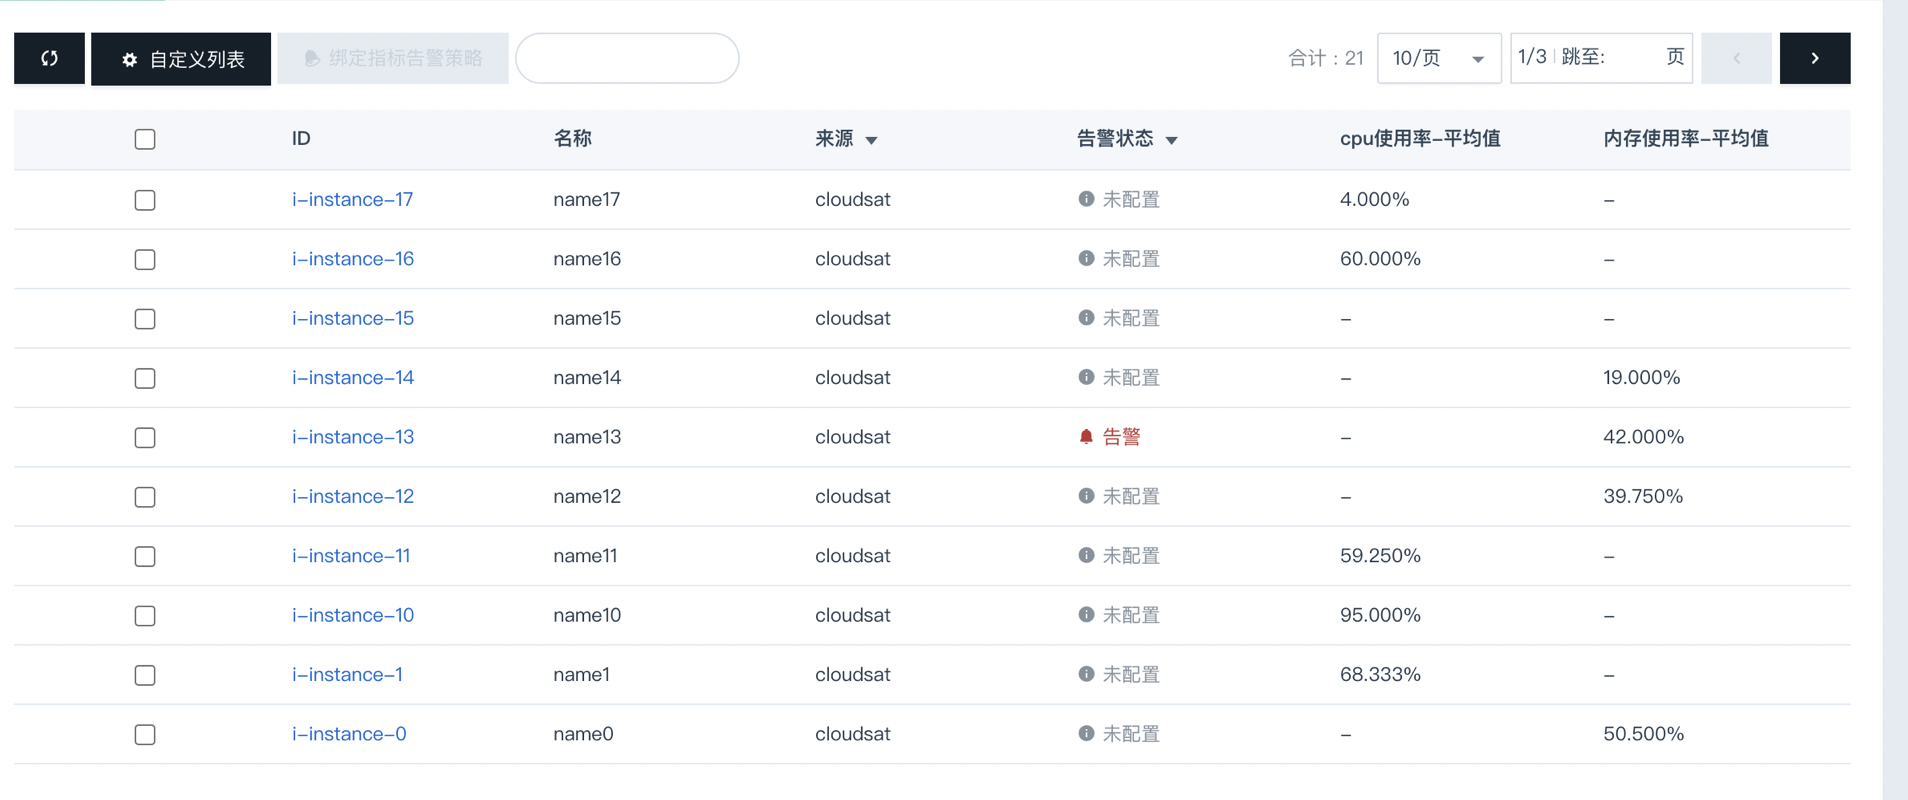 自定义列表 绑定指标告警策略 合计：21 10/页 1/3 跳至: 页
ID 名称 来源 告警状态 cpu使用率-平均值 内存使用率-平均值
i-instance-17 name17 cloudsat 未配置 4.000% -
i-instance-16 name16 cloudsat 未配置 60.000% -
i-instance-15 name15 cloudsat 未配置 - -
i-instance-14 name14 cloudsat 未配置 - 19.000%
i-instance-13 name13 cloudsat 告警 - 42.000%
i-instance-12 name12 cloudsat 未配置 - 39.750%
i-instance-11 name11 cloudsat 未配置 59.250% -
i-instance-10 name10 cloudsat 未配置 95.000% -
i-instance-1 name1 cloudsat 未配置 68.333% -
i-instance-0 name0 cloudsat 未配置 - 50.500%